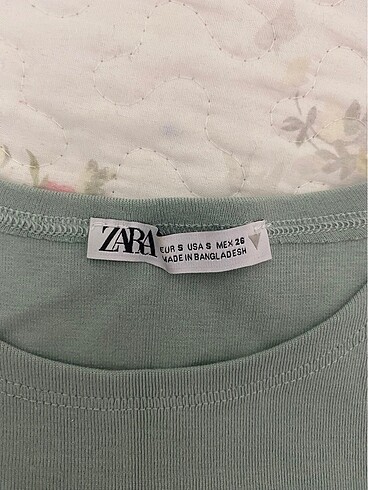 ZARA
EUR S USA S MEX 26
MADE IN BANGLADESH